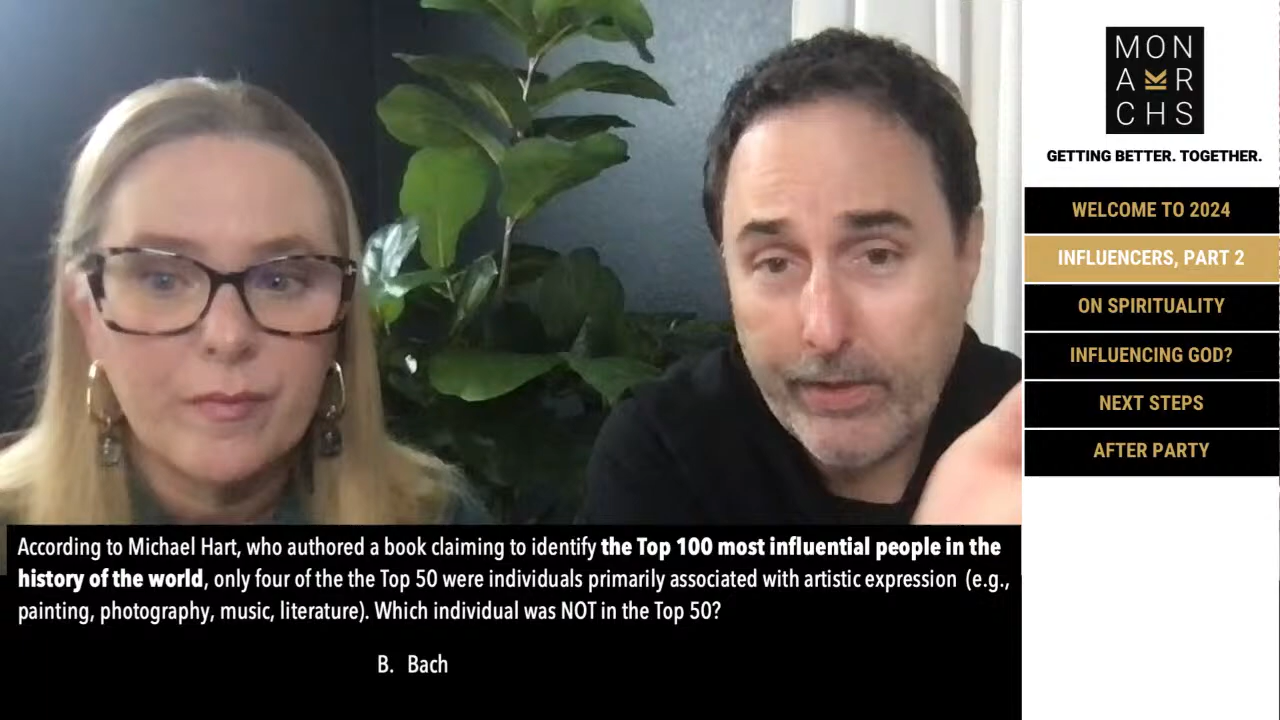 MON
A RK
CHS
GETTING BETTER. TOGETHER.
WELCOME TO 2024
INFLUENCERS, PART 2
ON SPIRITUALITY
INFLUENCING GOD?
NEXT STEPS
AFTER PARTY
According to Michael Hart, who authored a book claiming to identify the Top 100 most influential people in the
history of the world, only four of the the Top 50 were individuals primarily associated with artistic expression (e.g.,
painting, photography, music, literature). Which individual was NOT in the Top 50?
B. Bach